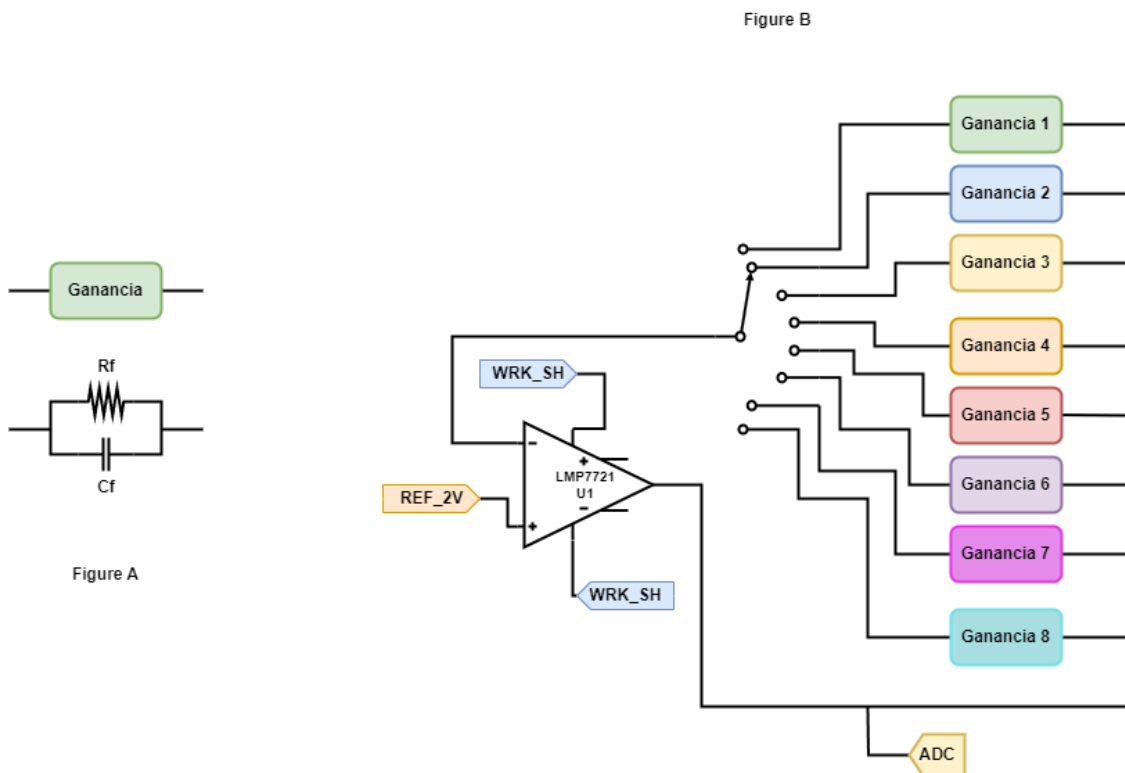 Figure B
Ganancia 1
Ganancia 2
Ganancia 3
Ganancia 4
Ganancia 5
Ganancia 6
Ganancia 7
Ganancia 8
Ganancia
Rf
Cf
Figure A
WRK_SH
-
+
LMP7721
U1
-
REF_2V
+
WRK_SH
ADC